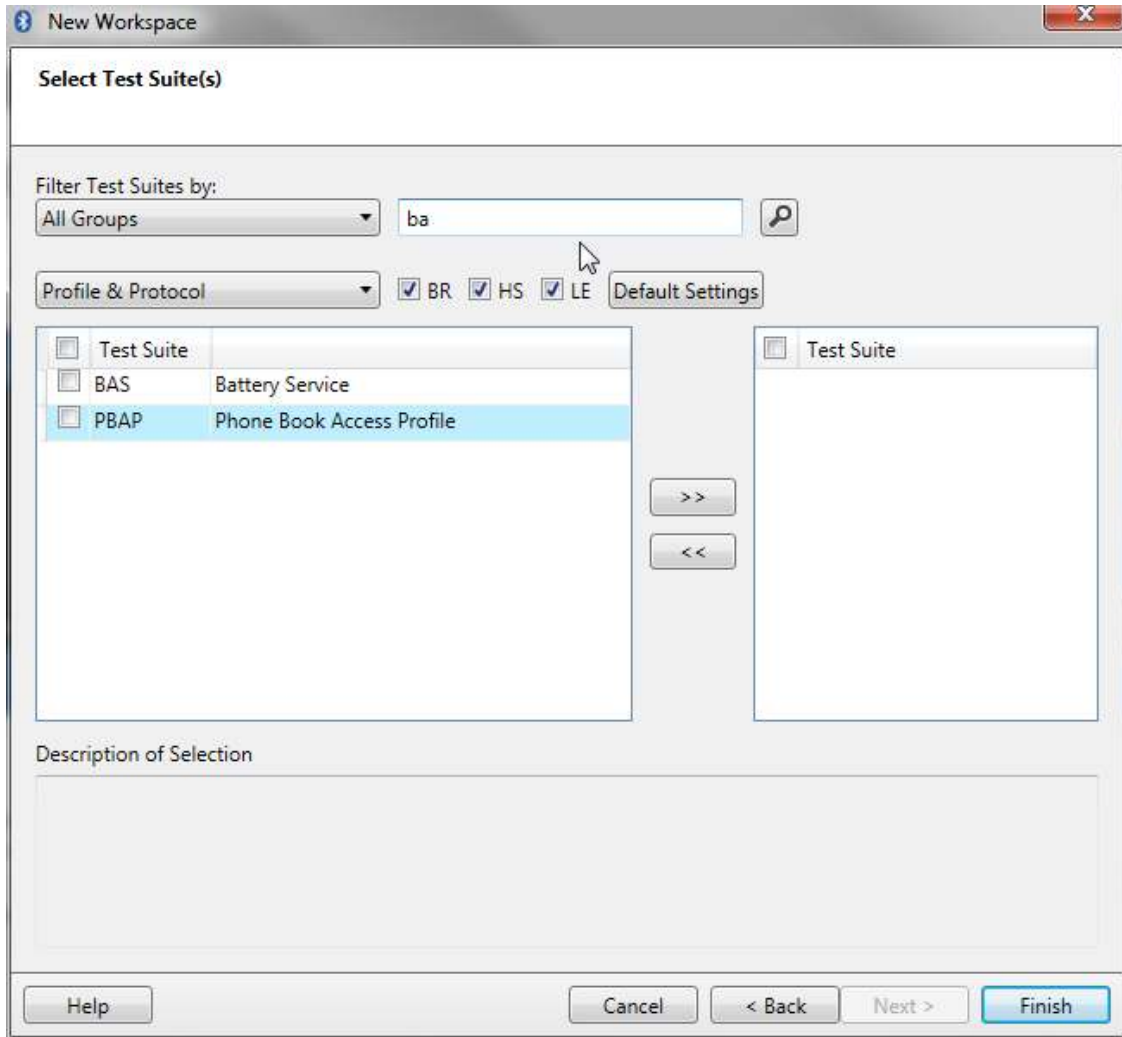 New Workspace
Select Test Suite(s)
Filter Test Suites by:
All Groups ba
Profile & Protocol BR HS LE Default Settings
Test Suite Test Suite
BAS Battery Service
PBAP Phone Book Access Profile
>>
<<
Description of Selection
Help Cancel < Back Next > Finish